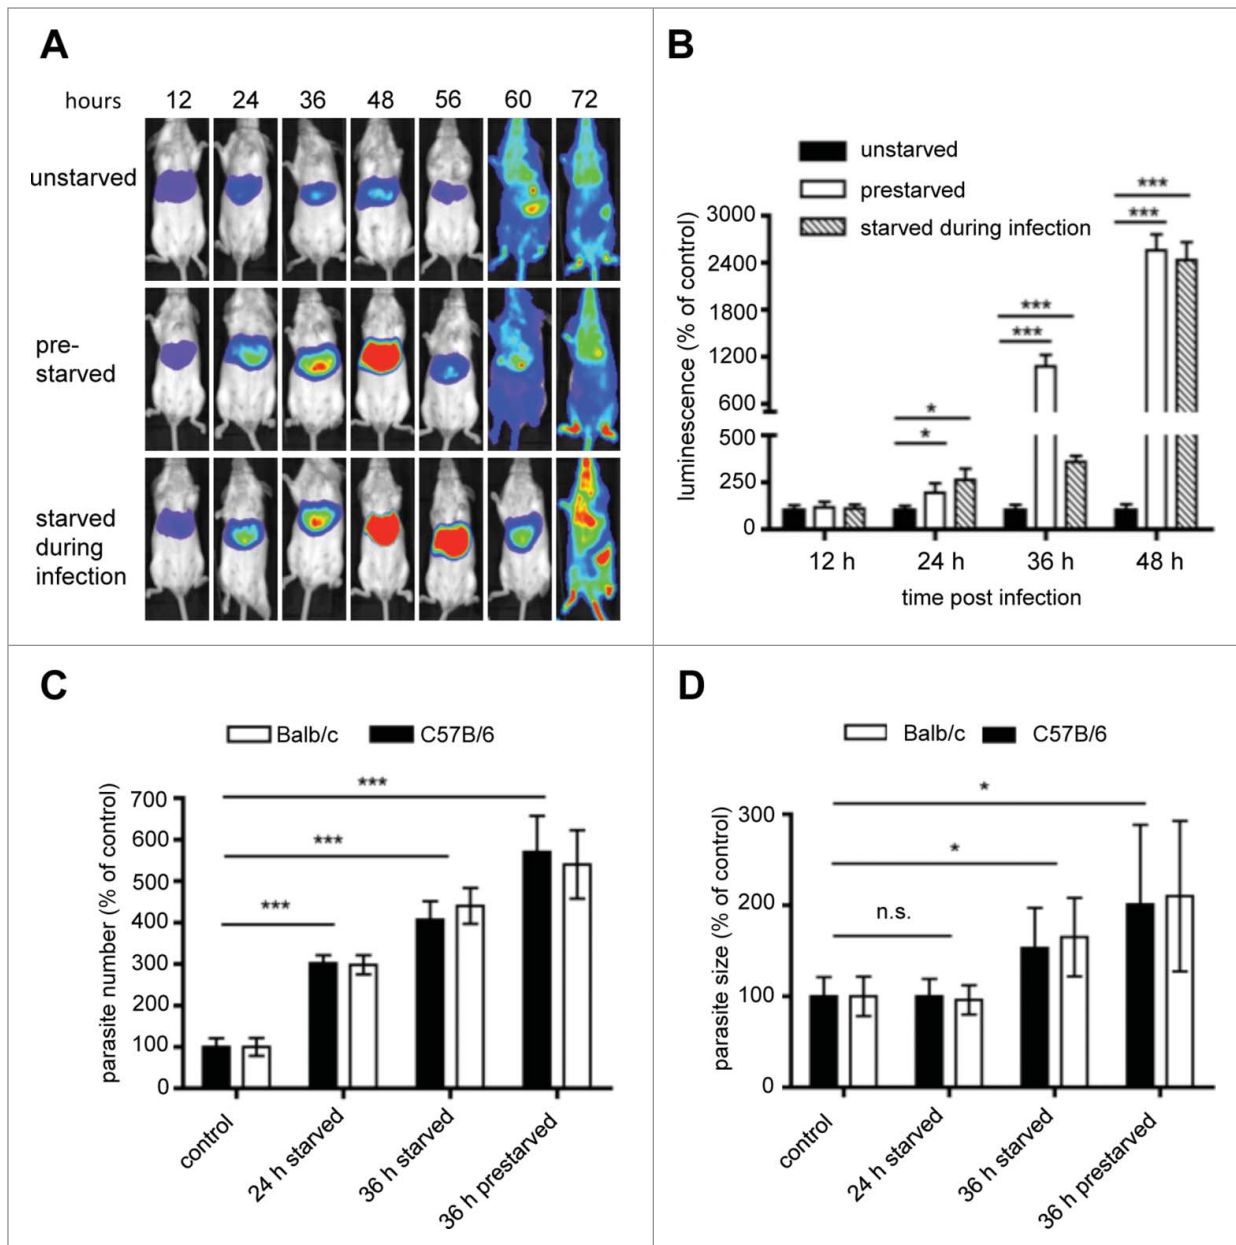 A
hours 12 24 36 48 56 60 72
unstarved
pre-
starved
starved
during
infection
B
unstarved
prestarved
starved during infection
luminescence (% of control)
3000
2400
1800
1200
600
500
250
0
*
*
***
***
***
***
12 h 24 h 36 h 48 h
time post infection
C
Balb/c C57B/6
parasite number (% of control)
700
600
500
400
300
200
100
0
***
***
***
control
24 h starved
36 h starved
36 h prestarved
D
Balb/c C57B/6
parasite size (% of control)
300
200
100
0
*
*
n.s.
control
24 h starved
36 h starved
36 h prestarved